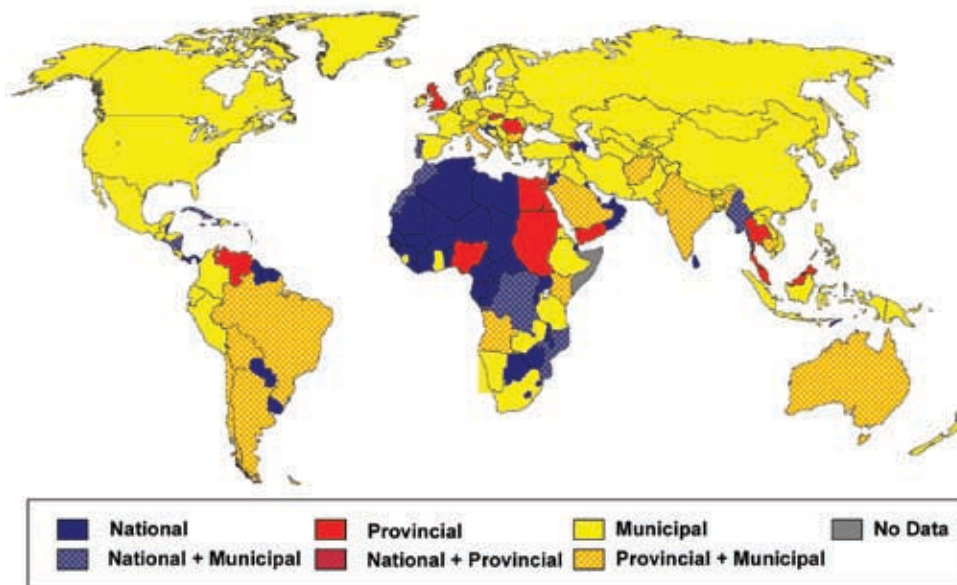 National
Provincial
Municipal
No Data
National + Municipal
National + Provincial
Provincial + Municipal